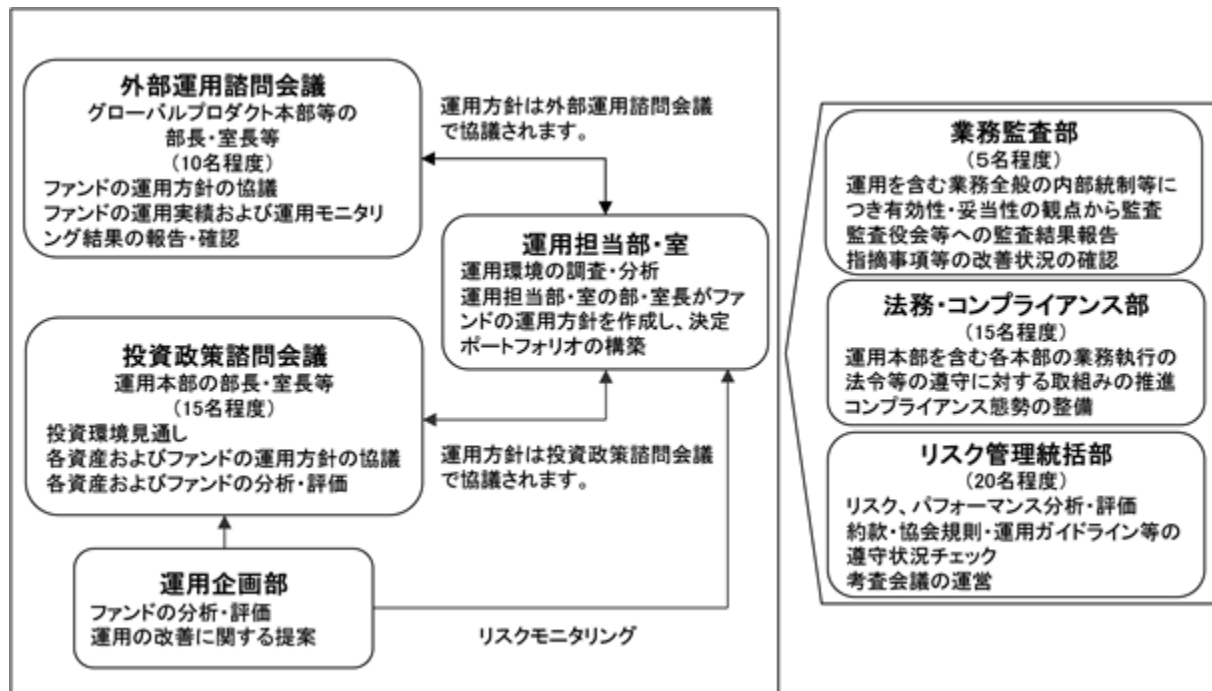 外部運用諮問会議
グローバルプロダクト本部等の
部長・室長等
(10名程度)
ファンドの運用方針の協議
ファンドの運用実績および運用モニタリ
ング結果の報告・確認
運用方針は外部運用諮問会議
で協議されます。
運用担当部・室
運用環境の調査・分析
運用担当部・室の部・室長がファ
ンドの運用方針を作成し、決定
ポートフォリオの構築
投資政策諮問会議
運用本部の部長・室長等
(15名程度)
投資環境見通し
各資産およびファンドの運用方針の協議
各資産およびファンドの分析・評価
運用方針は投資政策諮問会議
で協議されます。
運用企画部
ファンドの分析・評価
運用の改善に関する提案
リスクモニタリング
業務監査部
(5名程度)
運用を含む業務全般の内部統制等に
つき有効性・妥当性の観点から監査
監査役会等への監査結果報告
指摘事項等の改善状況の確認
法務・コンプライアンス部
(15名程度)
運用本部を含む各本部の業務執行の
法令等の遵守に対する取組みの推進
コンプライアンス態勢の整備
リスク管理統括部
(20名程度)
リスク、パフォーマンス分析・評価
約款・協会規則・運用ガイドライン等の
遵守状況チェック
考査会議の運営